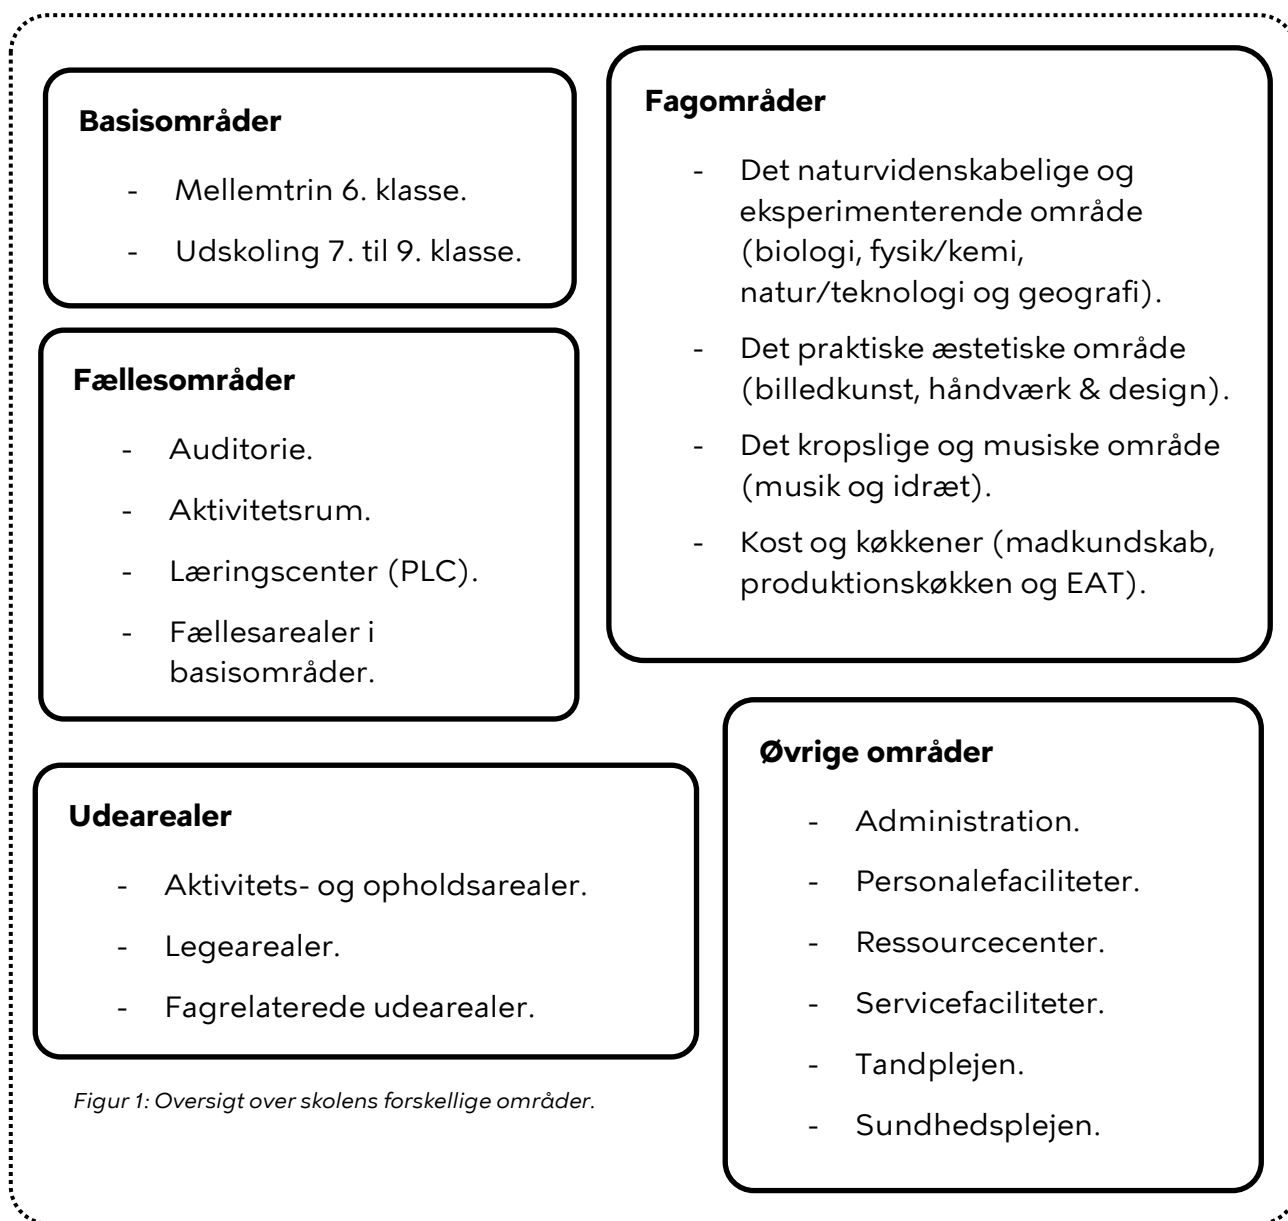 Basisområder
- Mellemtrin 6. klasse.
- Udskoling 7. til 9. klasse.
Fællesområder
- Auditorie.
- Aktivitetsrum.
- Læringscenter (PLC).
- Fællesarealer i
basisområder.
Udearealer
- Aktivitets- og opholdsarealer.
- Legearealer.
- Fagrelaterede udearealer.
Figur 1: Oversigt over skolens forskellige områder.
Fagområder
- Det naturvidenskabelige og
eksperimenterende område
(biologi, fysik/kemi,
natur/teknologi og geografi).
- Det praktiske æstetiske område
(billedkunst, håndværk & design).
- Det kropslige og musiske område
(musik og idræt).
- Kost og køkkener (madkundskab,
produktionskøkken og EAT).
Øvrige områder
- Administration.
- Personalefaciliteter.
- Ressourcecenter.
- Servicefaciliteter.
- Tandplejen.
- Sundhedsplejen.